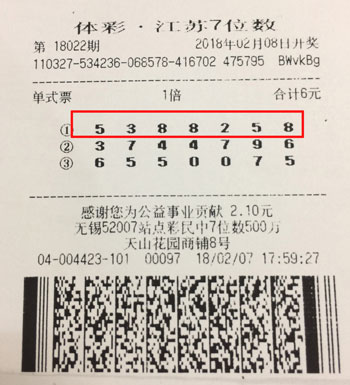 体彩·江苏7位数
第 18022期 2018年02月08日开奖
110327-534236-068578-416702 475795 BWvkBg
单式票 1倍 合计6元
① 5 3 8 8 2 5 8
② 3 7 4 4 7 9 6
③ 6 5 5 0 0 7 5
感谢您为公益事业贡献 2.10元
无锡52007站点彩民中7位数500万
天山花园商铺8号
04-004423-101 00097 18/02/07 17:59:27